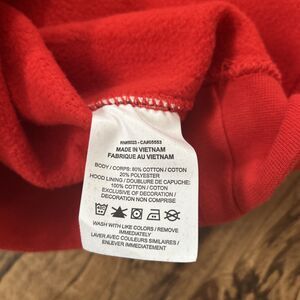 RN#56323 - CA#05553
MADE IN VIETNAM
FABRIQUE AU VIETNAM
BODY / CORPS: 80% COTTON / COTON
20% POLYESTER
HOOD LINING / DOUBLURE DE CAPUCHE:
100% COTTON / COTON
EXCLUSIVE OF DECORATION /
DECORATION NON COMPRISE
WASH WITH LIKE COLORS / REMOVE
IMMEDIATELY
LAVER AVEC COULEURS SIMILAIRES /
ENLEVER IMMEDIATEMENT